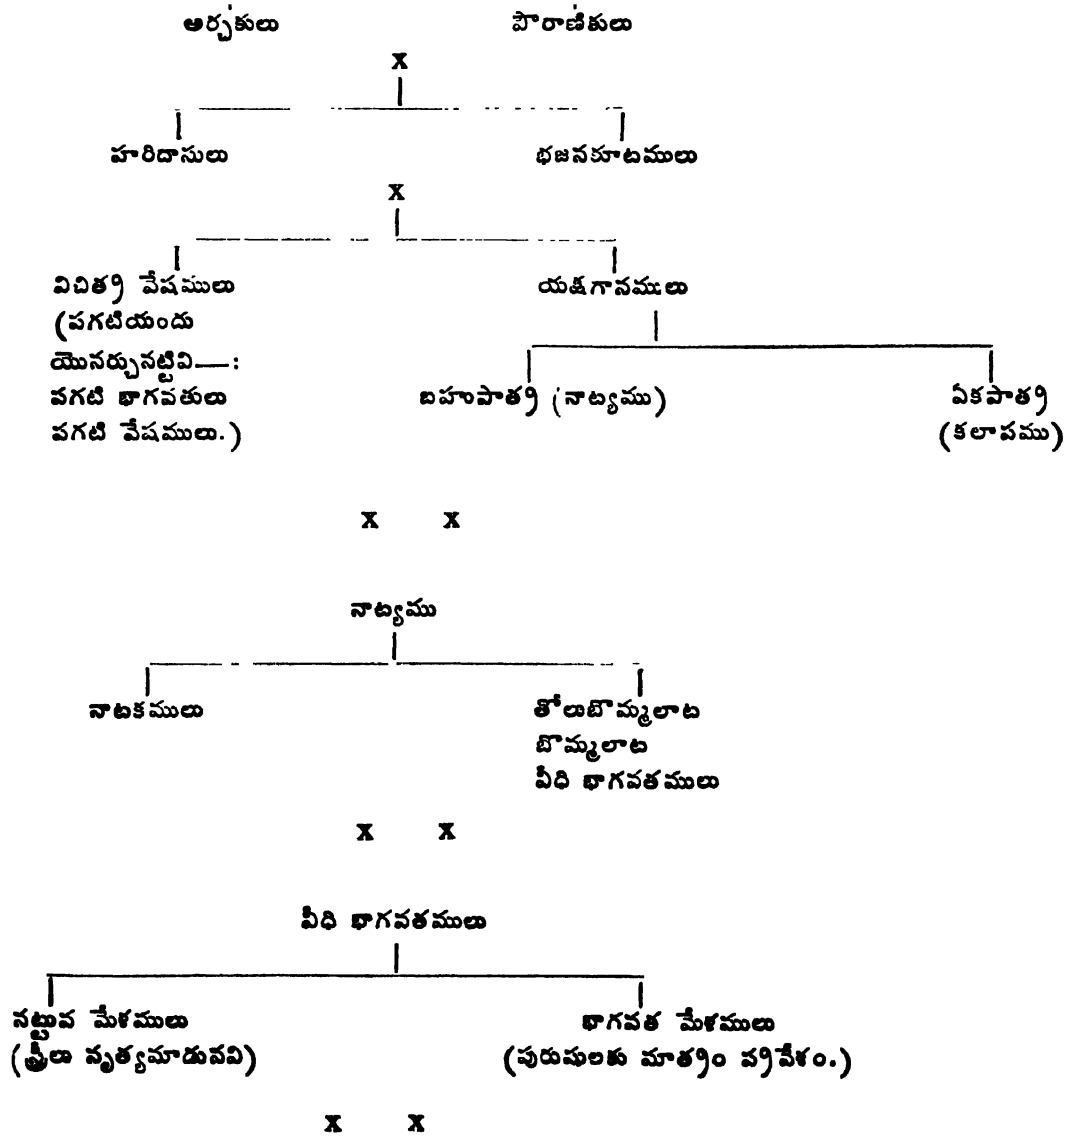 అర్చకులు పౌరాణికులు
X
హరిదాసులు భజనకూటములు
X
విచిత్ర వేషములు యక్షగానములు
(పగటియందు
యొనర్చునట్టివి—:
పగటి భాగవతులు బహుపాత్ర (నాట్యము) ఏకపాత్ర
పగటి వేషములు.) (కలాపము)
X X
నాట్యము
నాటకములు తోలుబొమ్మలాట
బొమ్మలాట
వీధి భాగవతములు
X X
వీధి భాగవతములు
నట్టువ మేళములు భాగవత మేళములు
(స్త్రీలు నృత్యమాడునవి) (పురుషులకు మాత్రం ప్రవేశం.)
X X